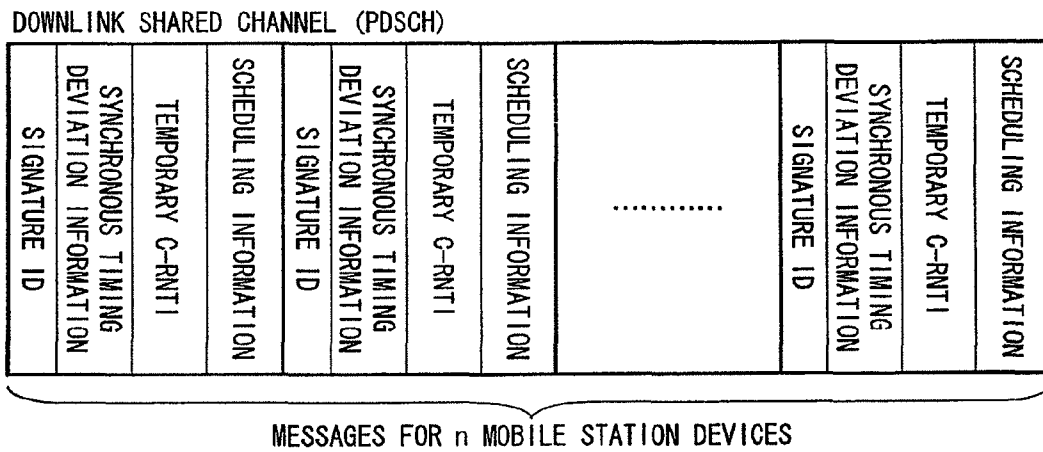 DOWNLINK SHARED CHANNEL (PDSCH)
SIGNATURE ID
SYNCHRONOUS TIMING
DEVIATION INFORMATION
TEMPORARY C-RNTI
SCHEDULING INFORMATION
SIGNATURE ID
SYNCHRONOUS TIMING
DEVIATION INFORMATION
TEMPORARY C-RNTI
SCHEDULING INFORMATION
...........
SIGNATURE ID
SYNCHRONOUS TIMING
DEVIATION INFORMATION
TEMPORARY C-RNTI
SCHEDULING INFORMATION
MESSAGES FOR n MOBILE STATION DEVICES